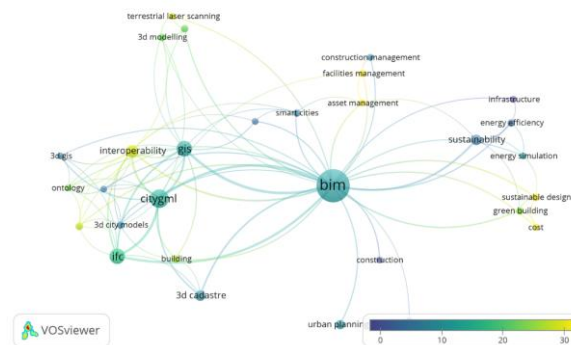 terrestrial laser scanning
3d modelling
construction management
facilities management
asset management
infrastructure
smart cities
energy efficiency
sustainability
interoperability
gis
3d gis
energy simulation
bim
ontology
citygml
sustainable design
green building
3d city models
cost
ifc
building
construction
3d cadastre
urban plannin
VOSviewer
0 10 20 30